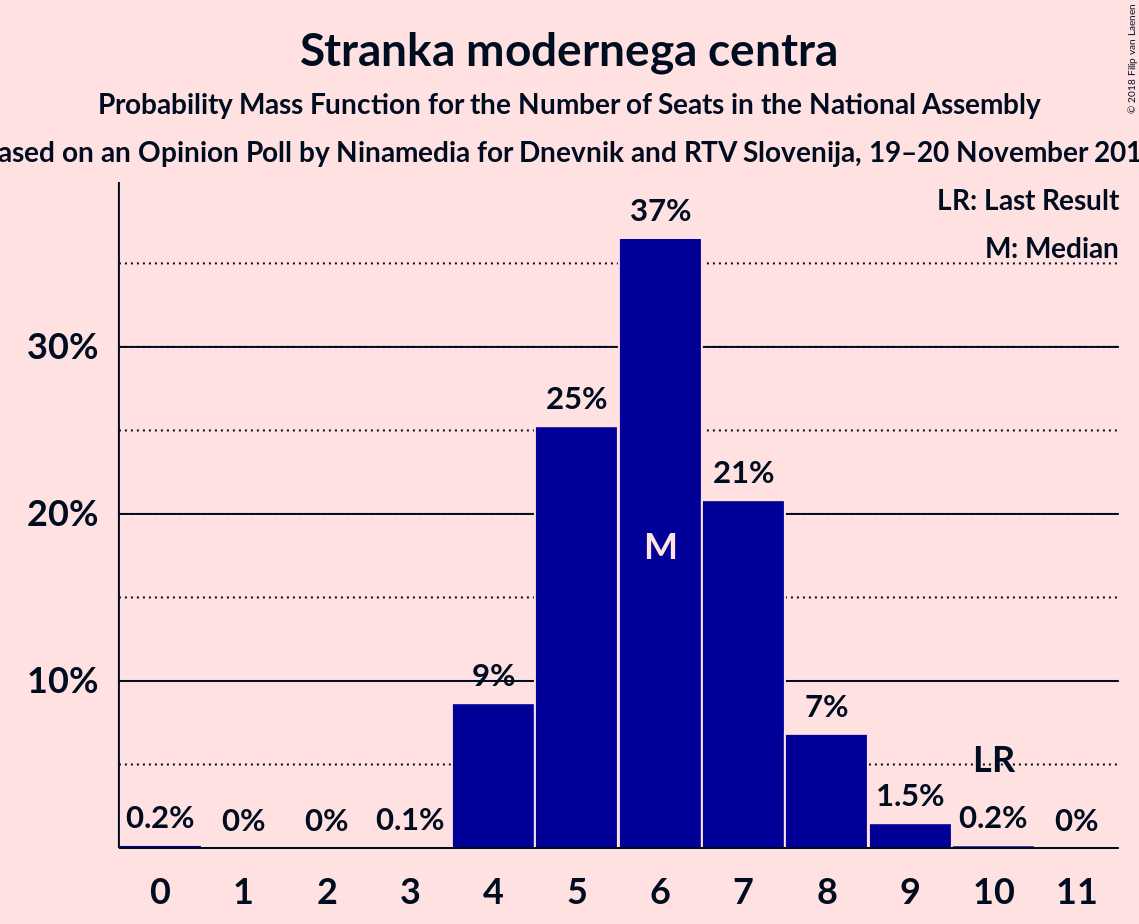 Stranka modernega centra
Probability Mass Function for the Number of Seats in the National Assembly
ased on an Opinion Poll by Ninamedia for Dnevnik and RTV Slovenija, 19–20 November 201
© 2018 Filip van Laenen
LR: Last Result
M: Median
37%
30%
25%
21%
20%
M
10%
9%
7%
LR
0.2% 0% 0% 0.1% 1.5% 0.2% 0%
0 1 2 3 4 5 6 7 8 9 10 11